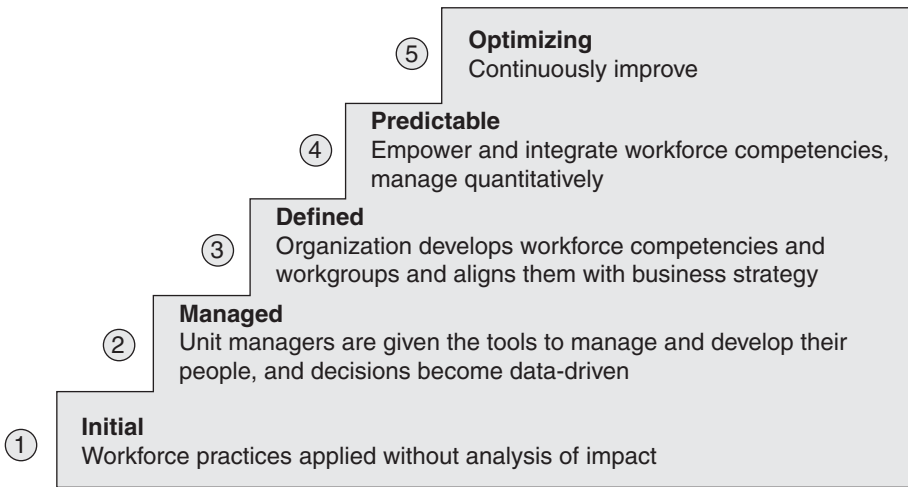 5
Optimizing
Continuously improve
4
Predictable
Empower and integrate workforce competencies,
manage quantitatively
3
Defined
Organization develops workforce competencies and
workgroups and aligns them with business strategy
2
Managed
Unit managers are given the tools to manage and develop their
people, and decisions become data-driven
1
Initial
Workforce practices applied without analysis of impact